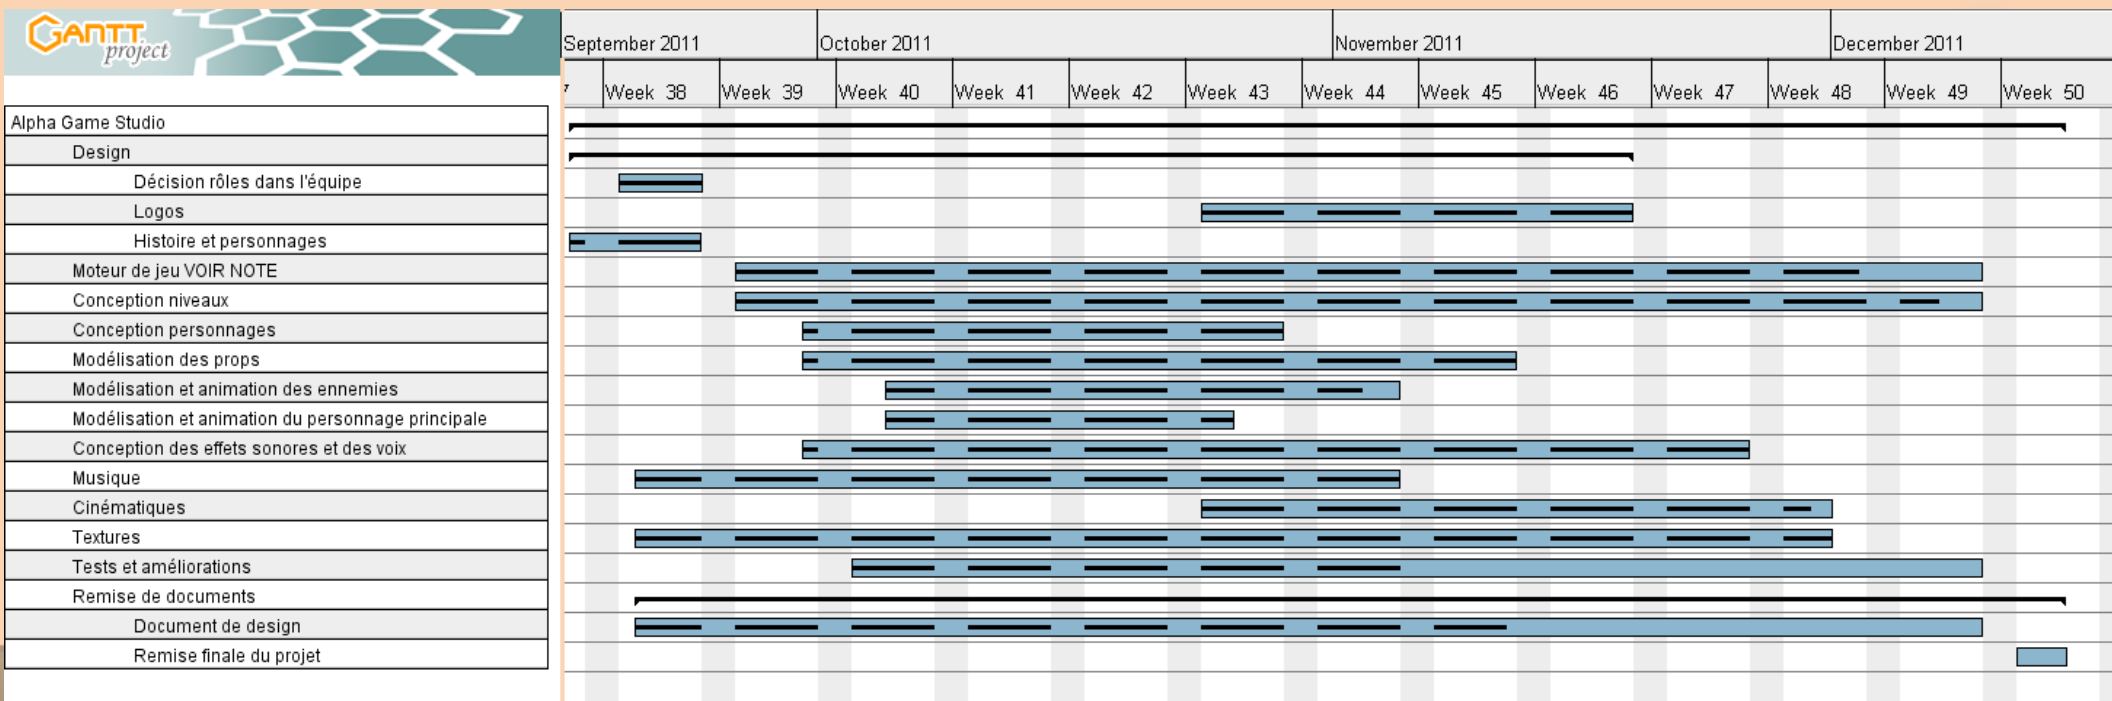 GANTT
project
September 2011
October 2011
November 2011
December 2011
Week 38
Week 39
Week 40
Week 41
Week 42
Week 43
Week 44
Week 45
Week 46
Week 47
Week 48
Week 49
Week 50
Alpha Game Studio
Design
Décision rôles dans l'équipe
Logos
Histoire et personnages
Moteur de jeu VOIR NOTE
Conception niveaux
Conception personnages
Modélisation des props
Modélisation et animation des ennemies
Modélisation et animation du personnage principale
Conception des effets sonores et des voix
Musique
Cinématiques
Textures
Tests et améliorations
Remise de documents
Document de design
Remise finale du projet